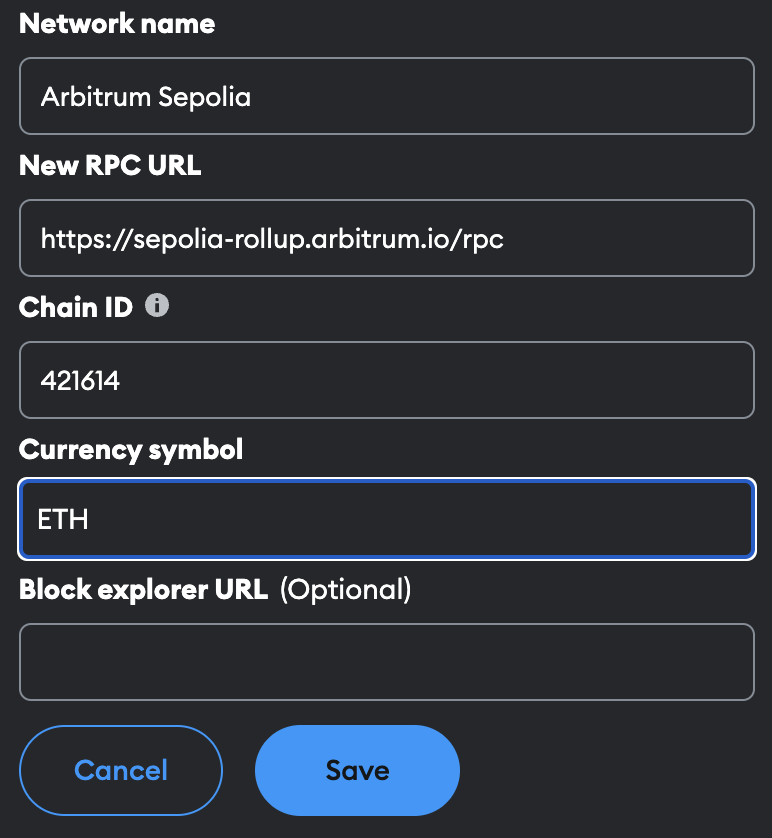 Network name
Arbitrum Sepolia
New RPC URL
https://sepolia-rollup.arbitrum.io/rpc
Chain ID i
421614
Currency symbol
ETH
Block explorer URL (Optional)
Cancel Save